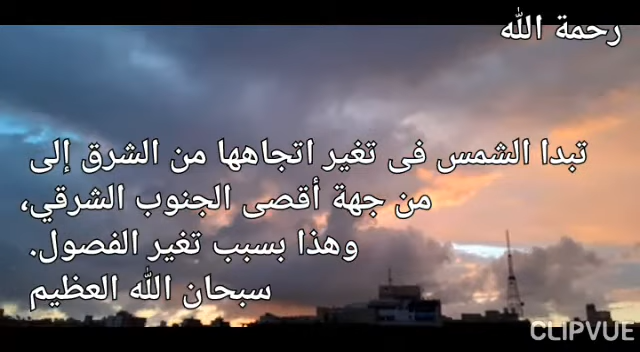 رحمة الله
تبدا الشمس فى تغير اتجاهها من الشرق إلى
من جهة أقصى الجنوب الشرقي،
وهذا بسبب تغير الفصول.
سبحان الله العظيم
CLIPVUE